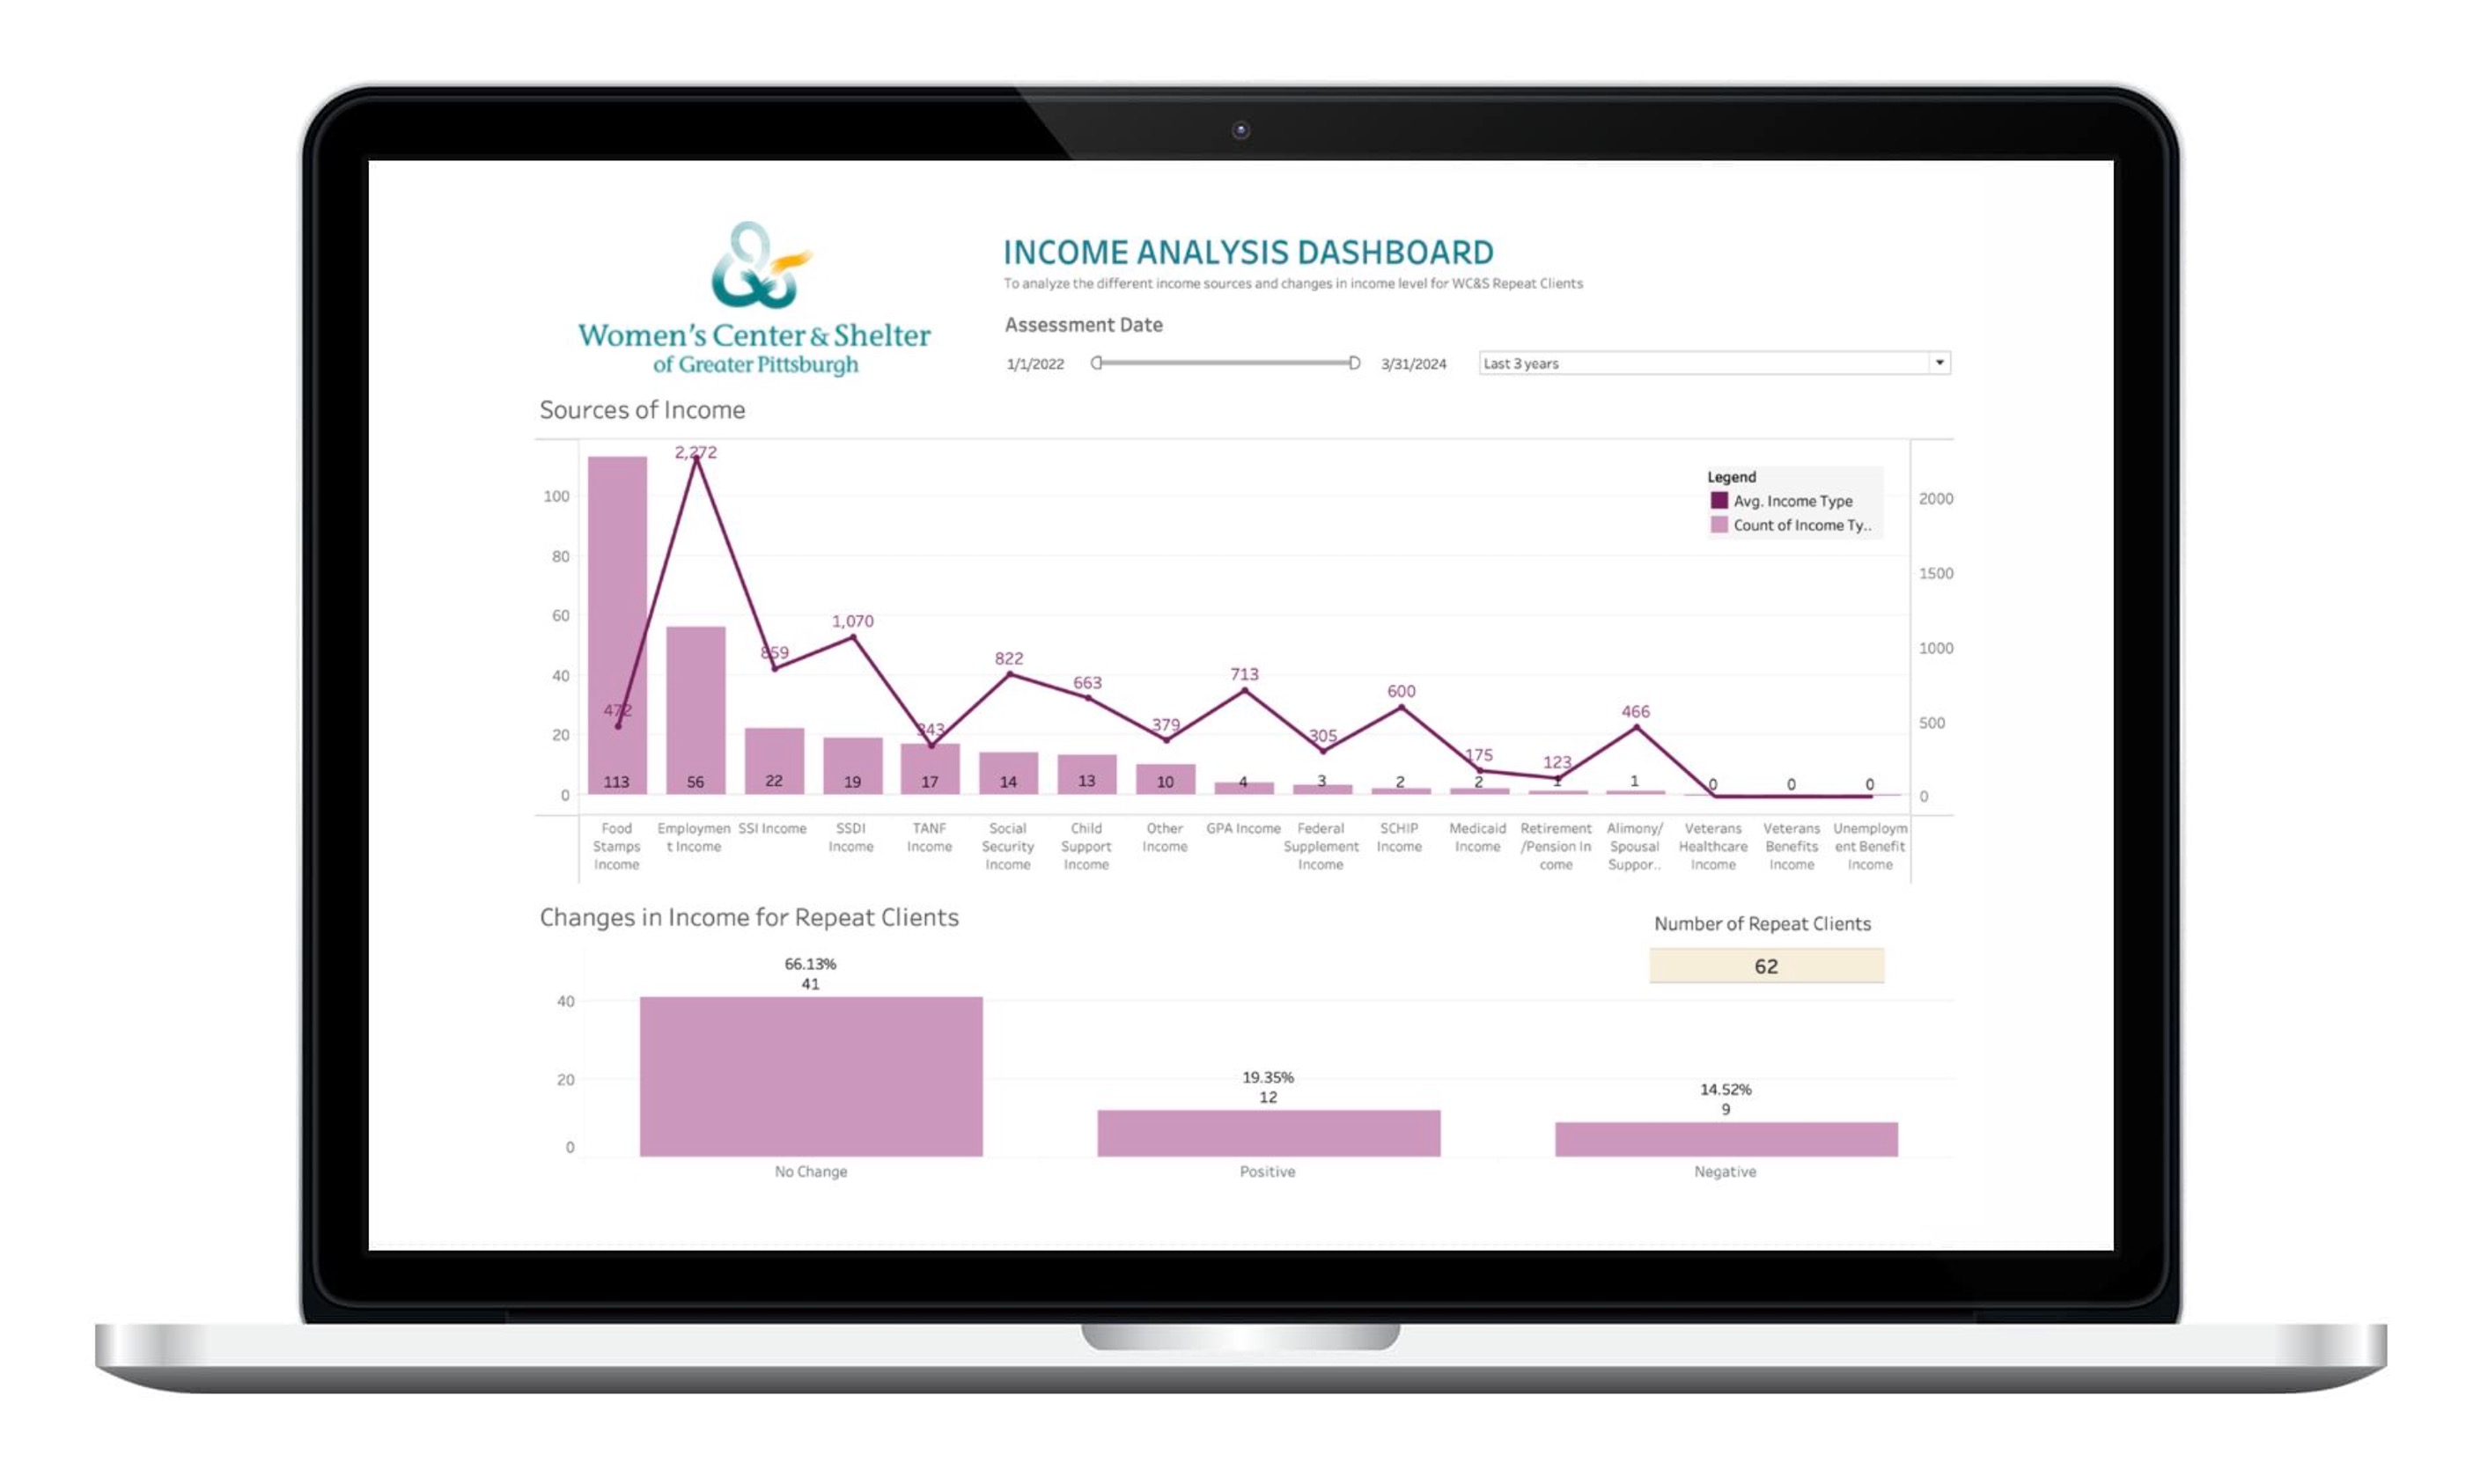 Women's Center & Shelter
of Greater Pittsburgh
INCOME ANALYSIS DASHBOARD
To analyze the different income sources and changes in income level for WC&S Repeat Clients
Assessment Date
1/1/2022
3/31/2024
Last 3 years
Sources of Income
Legend
Avg. Income Type
Count of Income Ty..
100
80
60
40
20
0
2000
1500
1000
500
0
472
2,272
859
1,070
343
822
663
379
713
305
600
175
123
466
113
56
22
19
17
14
13
10
4
3
2
2
1
1
0
0
0
Food
Stamps
Income
Employmen
t Income
SSI Income
SSDI
Income
TANF
Income
Social
Security
Income
Child
Support
Income
Other
Income
GPA Income
Federal
Supplement
Income
SCHIP
Income
Medicaid
Income
Retirement
/Pension In
come
Alimony/
Spousal
Suppor..
Veterans
Healthcare
Income
Veterans
Benefits
Income
Unemploym
ent Benefit
Income
Changes in Income for Repeat Clients
Number of Repeat Clients
62
40
20
0
66.13%
41
19.35%
12
14.52%
9
No Change
Positive
Negative